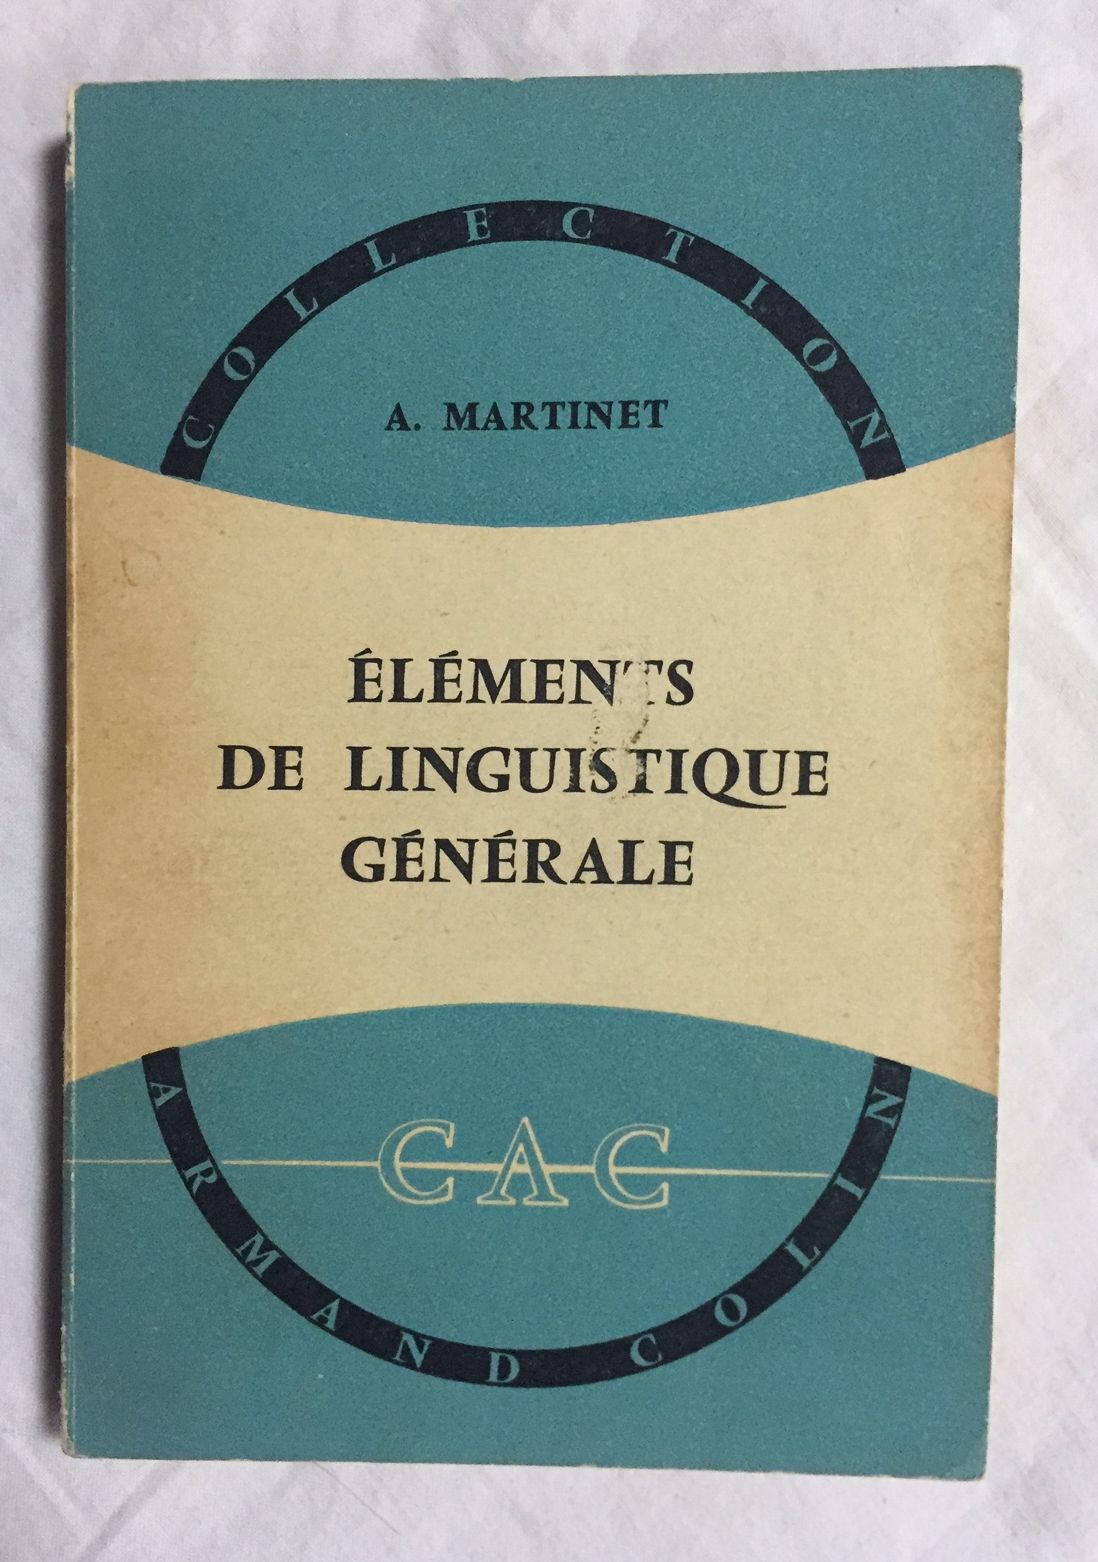 COLLECTION
A. MARTINET
ÉLÉMENTS
DE LINGUISTIQUE
GÉNÉRALE
CAC
ARMAND COLIN